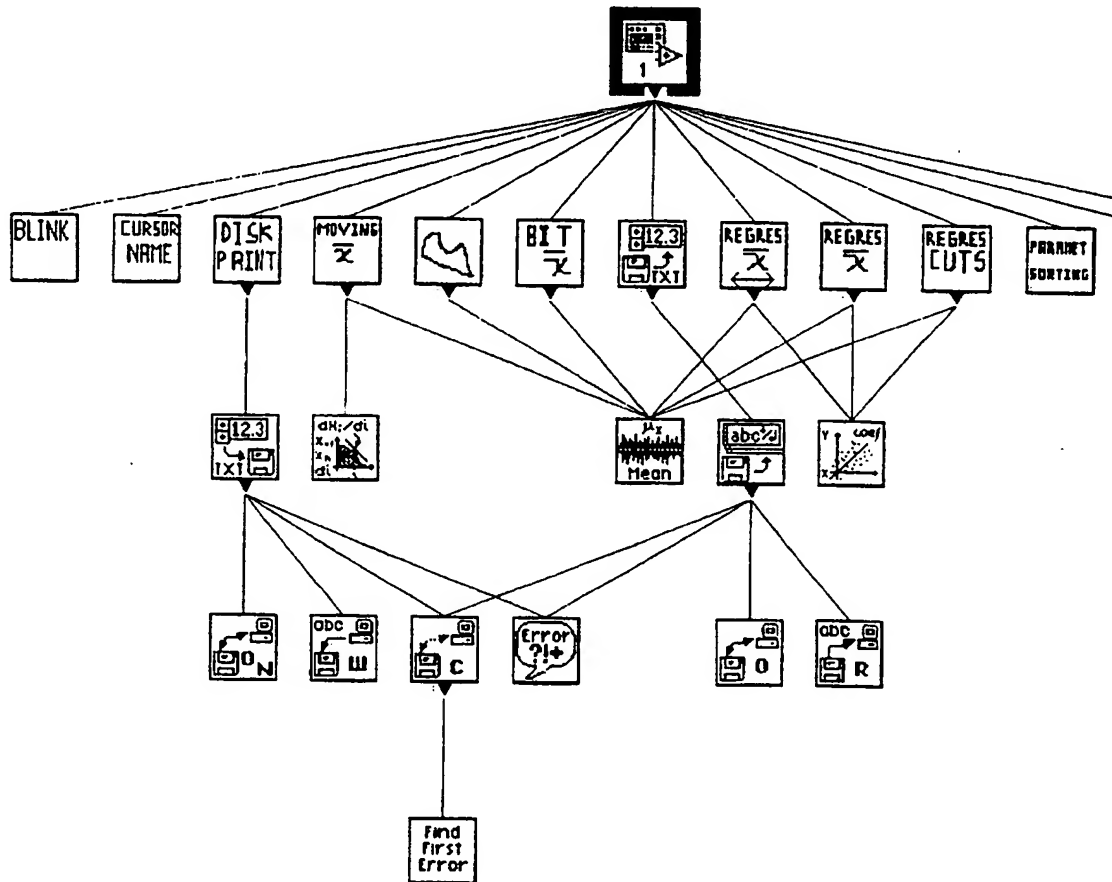 1
BLINK
CURSOR
NAME
DISK
PRINT
MOVING
x̄
BIT
x̄
12.3
TXT
REGRES
x̄
REGRES
x̄
REGRES
CUTS
PARAMET
SORTING
12.3
TXT
di
μx
Mean
Y
coef
X
O N
abc
W
C
Error
?!+
O
abc
R
Find
First
Error